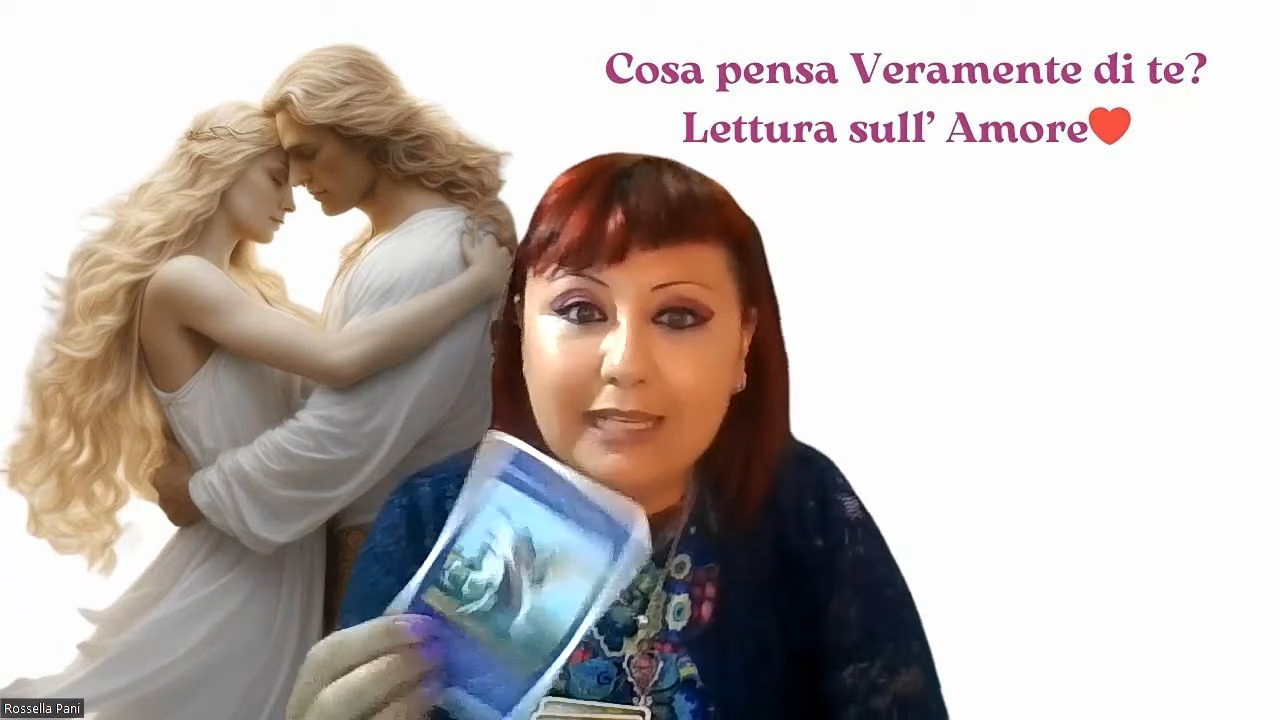 Cosa pensa Veramente di te?
Lettura sull’ Amore❤️
Rossella Pani